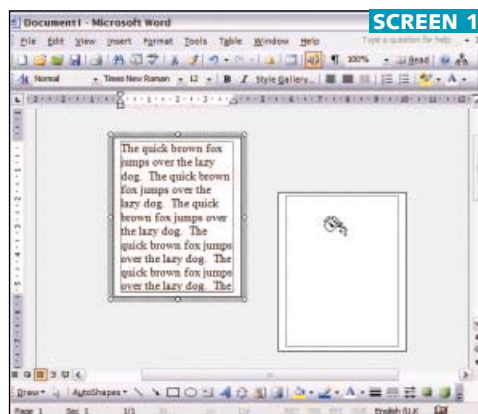 Document1 - Microsoft Word
SCREEN 1
File Edit View Insert Format Tools Table Window Help Type a question for help
100% Read
Normal Times New Roman 12 B I Style Gallery...
The quick brown fox
jumps over the lazy
dog. The quick brown
fox jumps over the
lazy dog. The quick
brown fox jumps over
the lazy dog. The
quick brown fox jumps
over the lazy dog. The
quick brown fox jumps
over the lazy dog. The
Draw AutoShapes
Page 1 Sec 1 1/1 English (U.K